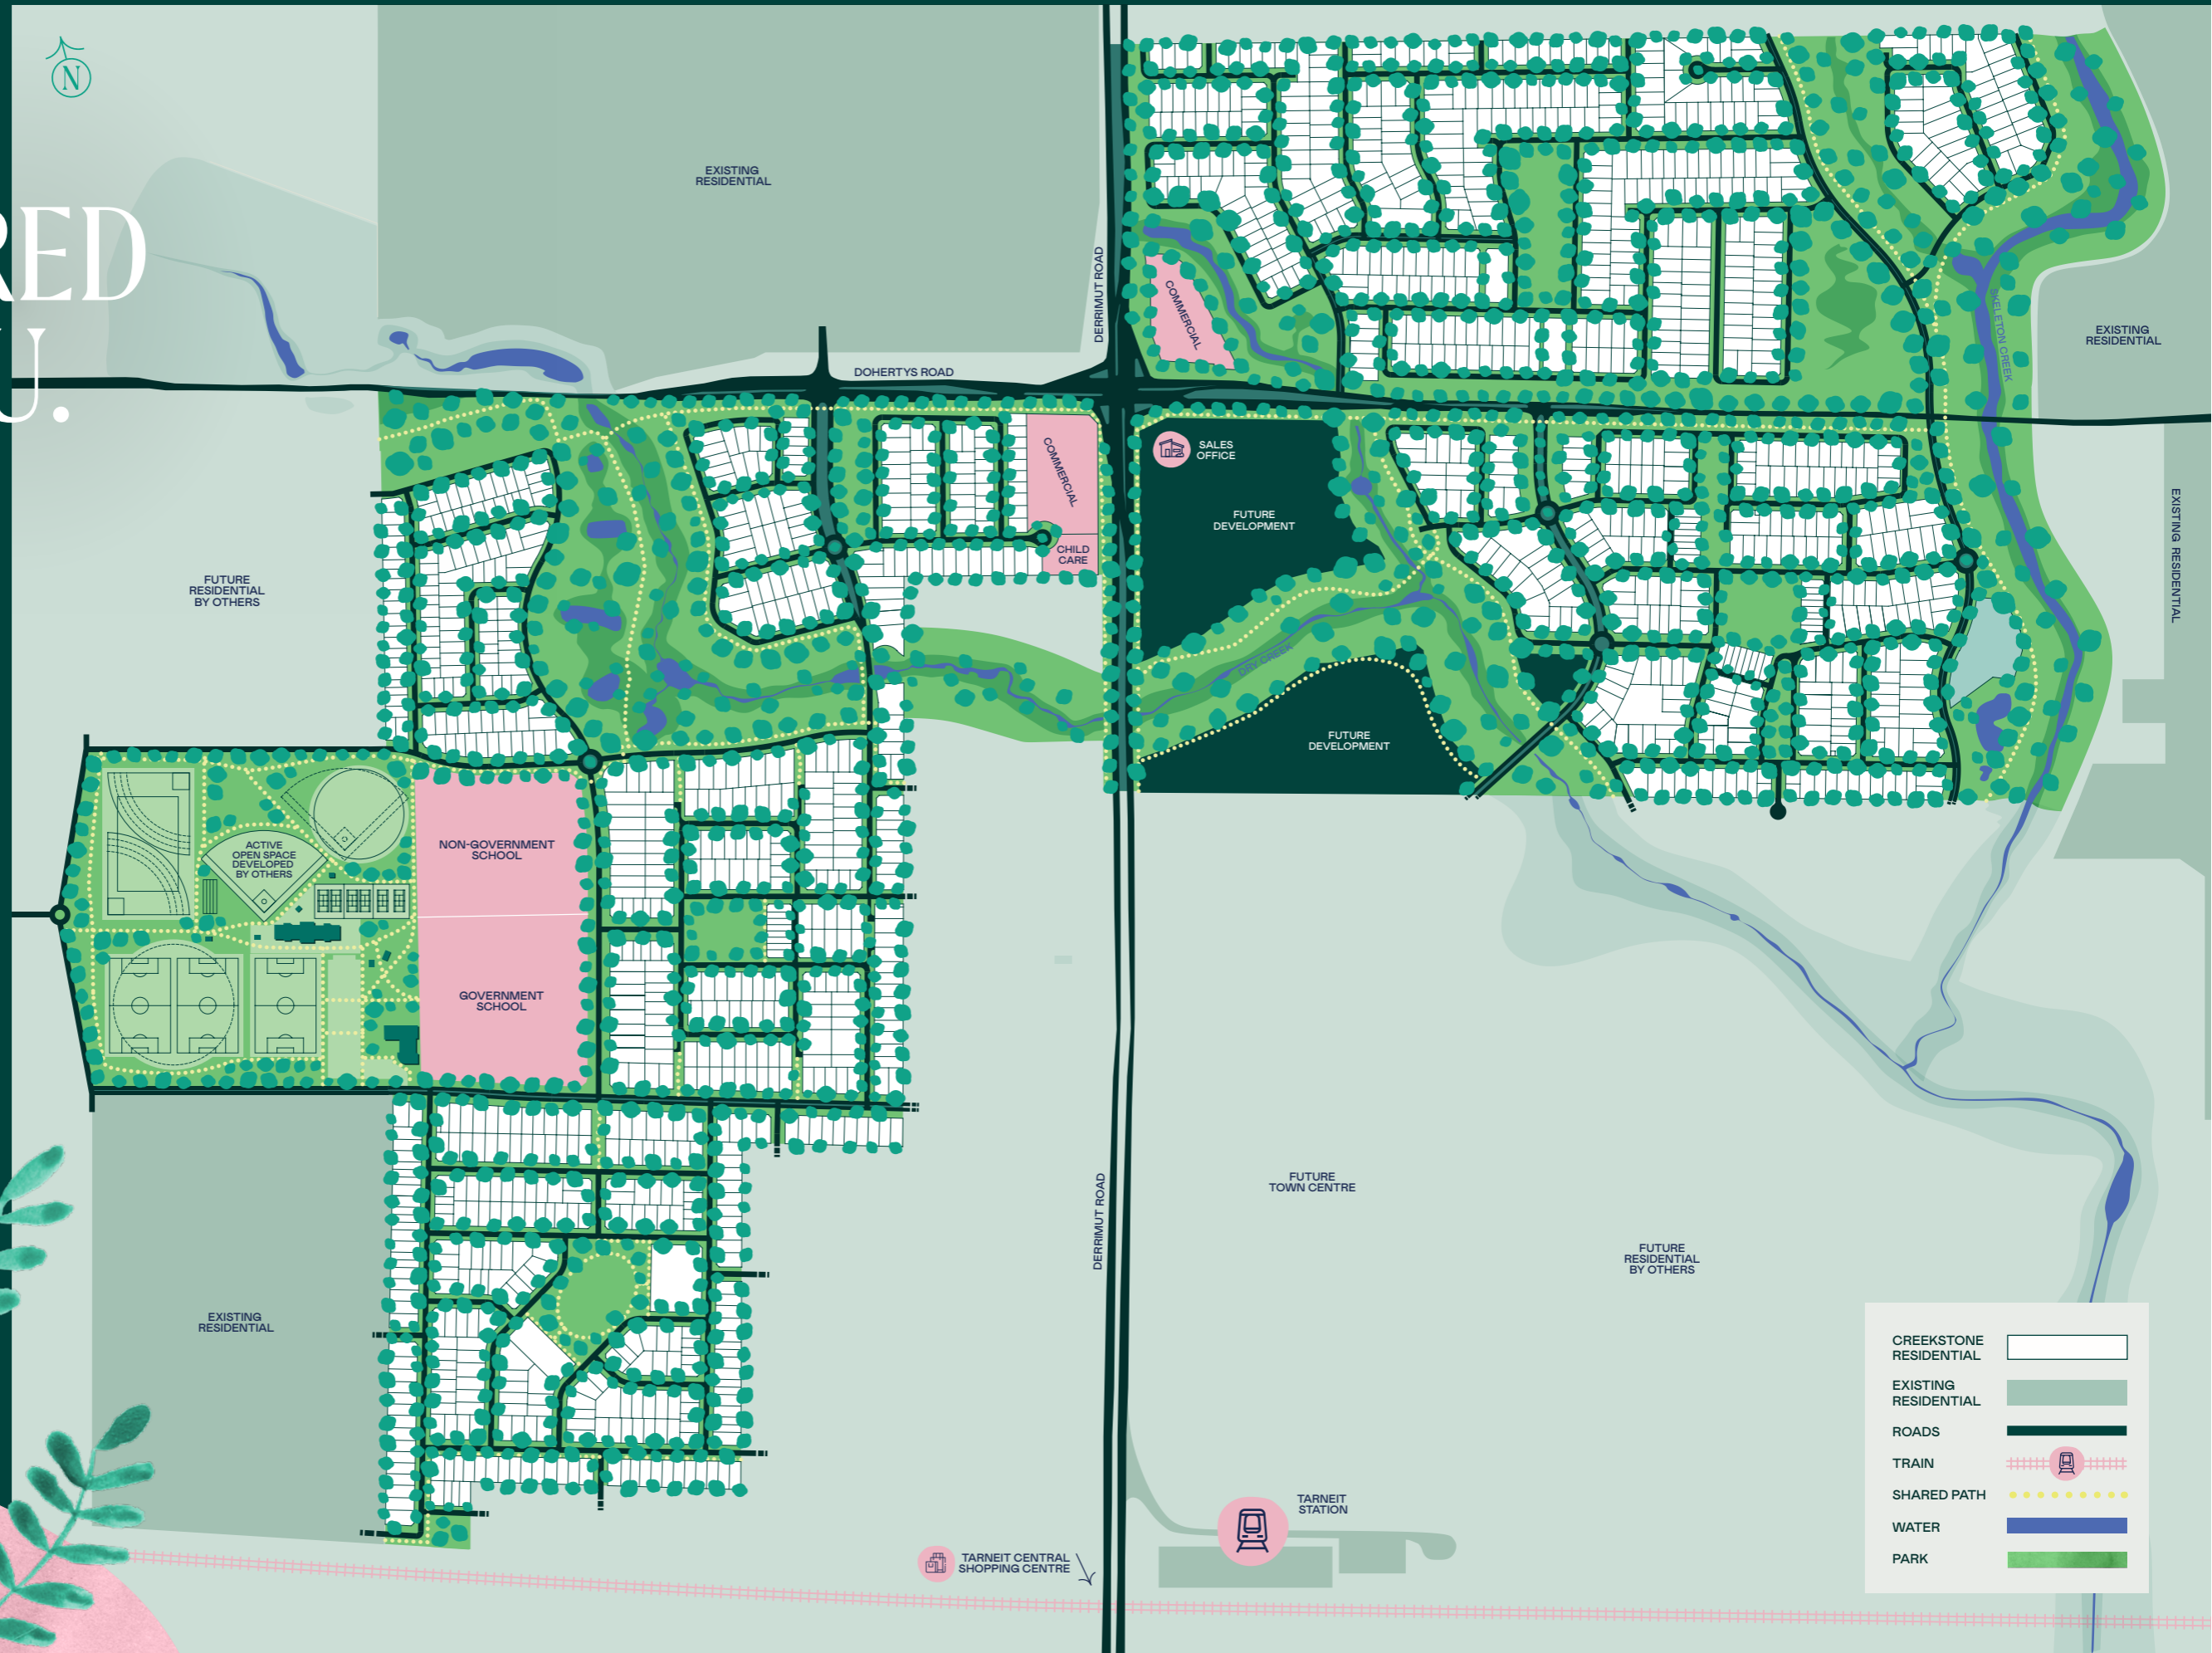 N
RED
U.
EXISTING
RESIDENTIAL
DERRIMUT ROAD
COMMERCIAL
SKELETON CREEK
EXISTING
RESIDENTIAL
DOHERTYS ROAD
COMMERCIAL
CHILD
CARE
SALES
OFFICE
FUTURE
DEVELOPMENT
EXISTING RESIDENTIAL
FUTURE
RESIDENTIAL
BY OTHERS
DRY CREEK
FUTURE
DEVELOPMENT
ACTIVE
OPEN SPACE
DEVELOPED
BY OTHERS
NON-GOVERNMENT
SCHOOL
GOVERNMENT
SCHOOL
DERRIMUT ROAD
FUTURE
TOWN CENTRE
FUTURE
RESIDENTIAL
BY OTHERS
EXISTING
RESIDENTIAL
TARNEIT
STATION
TARNEIT CENTRAL
SHOPPING CENTRE
CREEKSTONE
RESIDENTIAL
EXISTING
RESIDENTIAL
ROADS
TRAIN
SHARED PATH
WATER
PARK